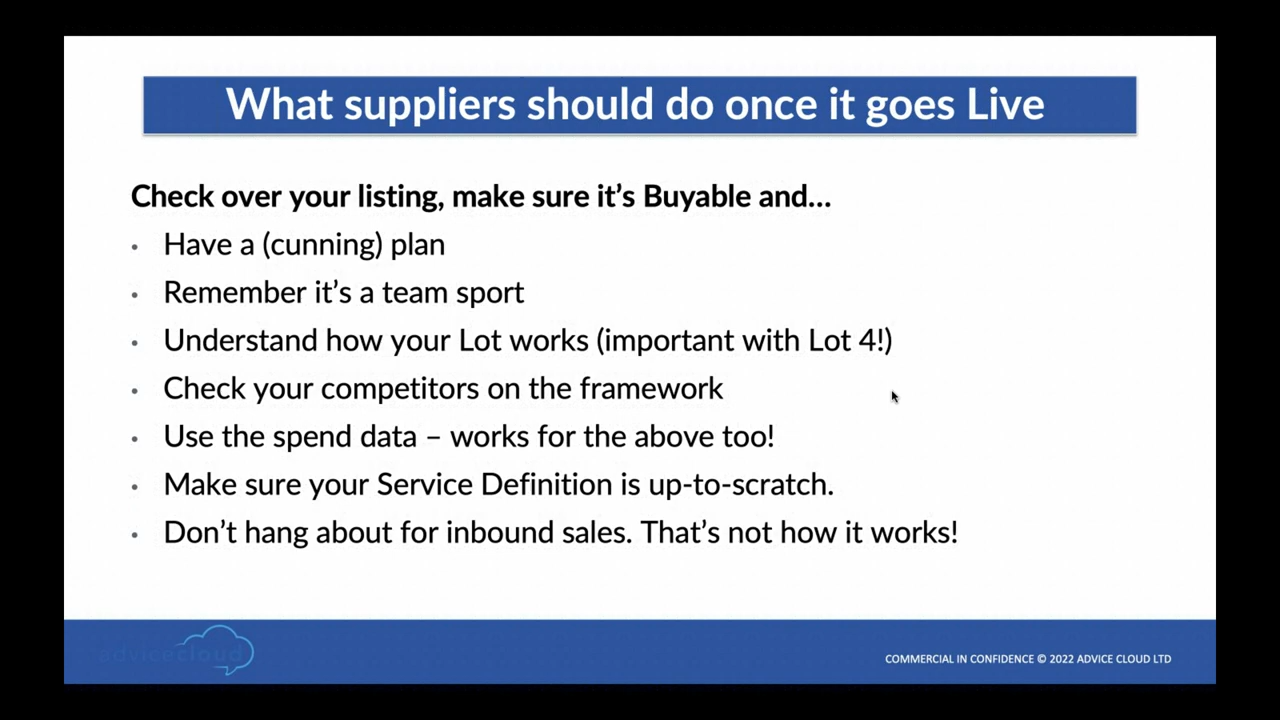 What suppliers should do once it goes Live
Check over your listing, make sure it’s Buyable and...
• Have a (cunning) plan
• Remember it’s a team sport
• Understand how your Lot works (important with Lot 4!)
• Check your competitors on the framework
• Use the spend data – works for the above too!
• Make sure your Service Definition is up-to-scratch.
• Don’t hang about for inbound sales. That’s not how it works!
advicecloud
COMMERCIAL IN CONFIDENCE © 2022 ADVICE CLOUD LTD